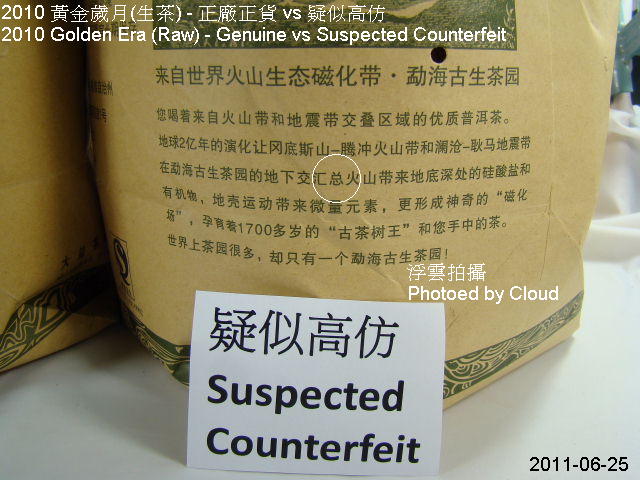 2010 黃金歲月(生茶) - 正廠正貨 vs 疑似高仿
2010 Golden Era (Raw) - Genuine vs Suspected Counterfeit
来自世界火山生态磁化带·勐海古生茶园
您喝着来自火山带和地震带交叠区域的优质普洱茶。
地球2亿年的演化让冈底斯山–腾冲火山带和澜沧–耿马地震带
在勐海古生茶园的地下交汇总火山带来地底深处的硅酸盐和
有机物，地壳运动带来微量元素，更形成神奇的“磁化
场”，孕育着1700多岁的“古茶树王”和您手中的茶。
世界上茶园很多，却只有一个勐海古生茶园！
浮雲拍攝
Photoed by Cloud
疑似高仿
Suspected
Counterfeit
2011-06-25